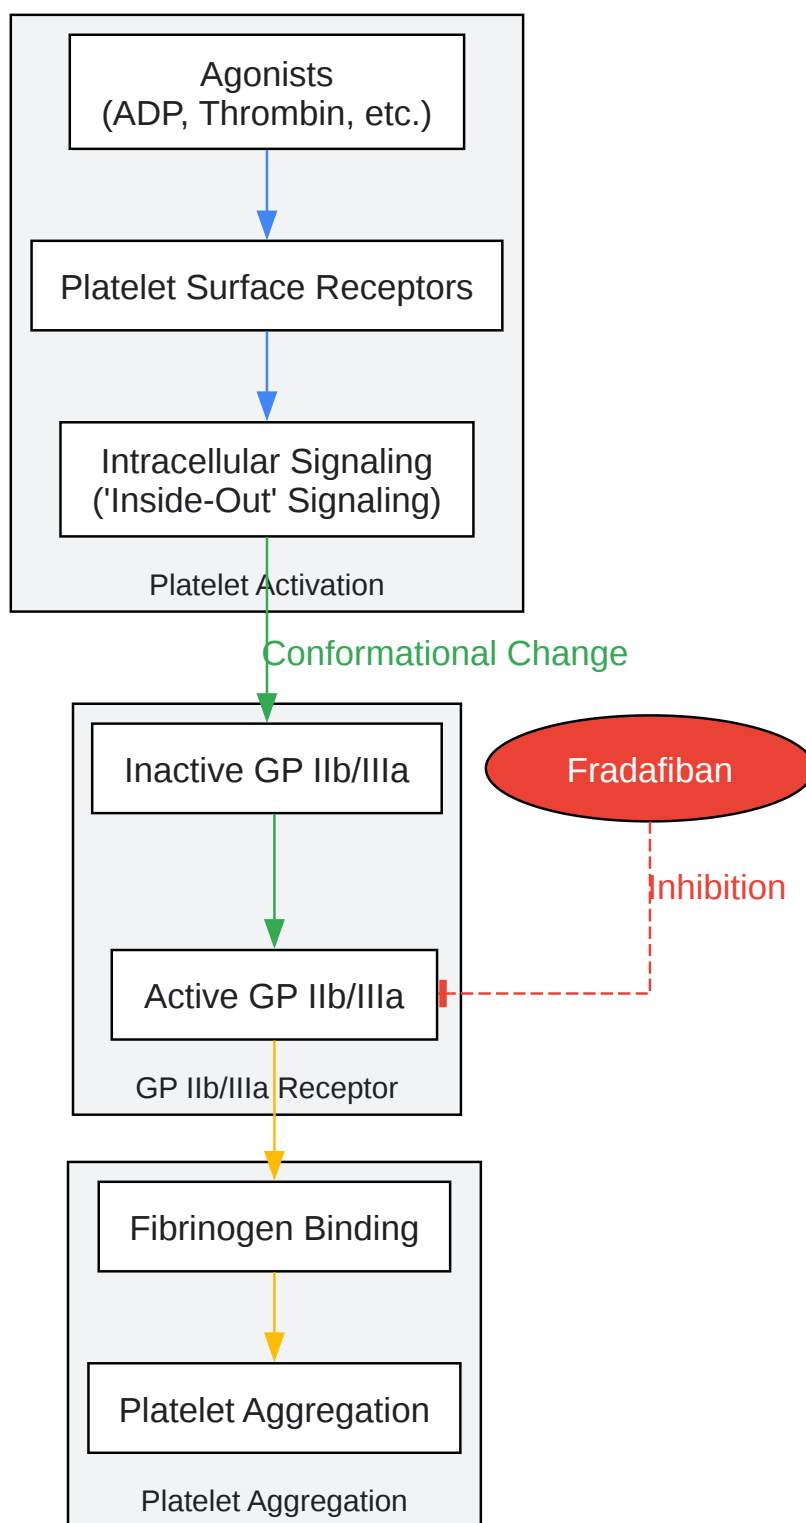 Agonists
(ADP, Thrombin, etc.)
Platelet Surface Receptors
Intracellular Signaling
('Inside-Out' Signaling)
Platelet Activation
Conformational Change
Inactive GP IIb/IIIa
Fradafiban
Inhibition
Active GP IIb/IIIa
GP IIb/IIIa Receptor
Fibrinogen Binding
Platelet Aggregation
Platelet Aggregation